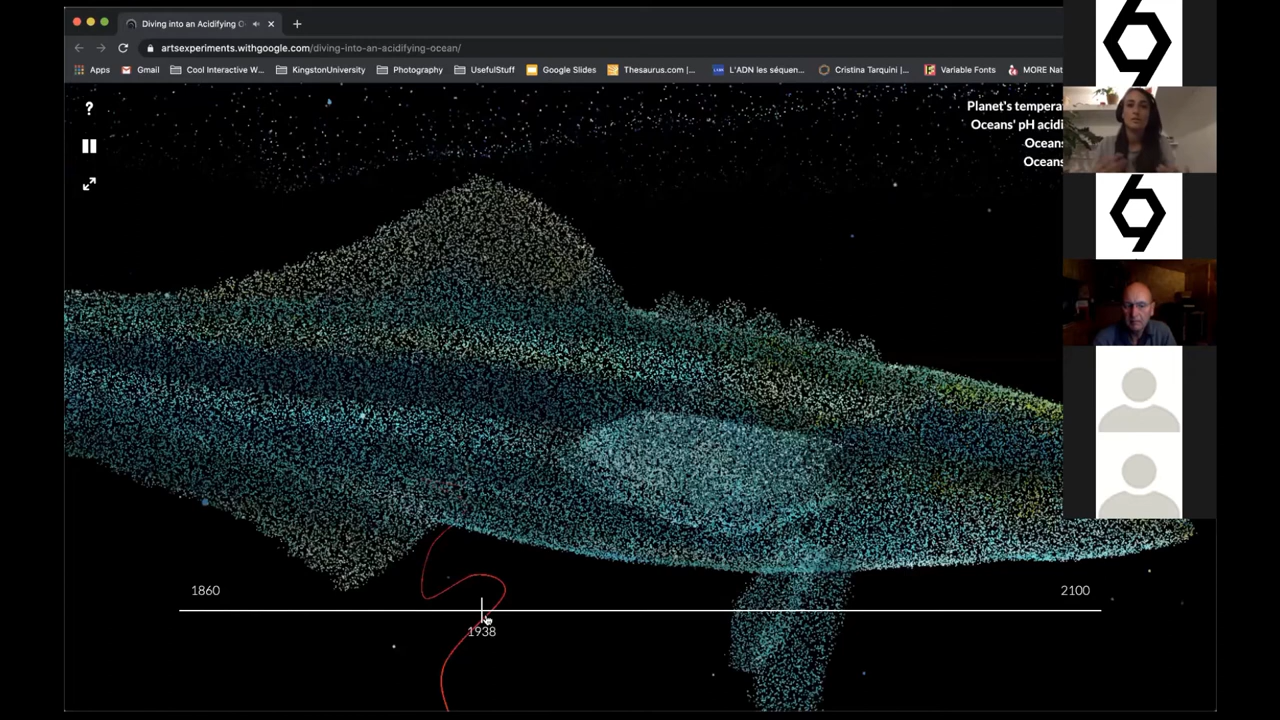 Diving into an Acidifying O
artsexperiments.withgoogle.com/diving-into-an-acidifying-ocean/
Apps Gmail Cool Interactive W... KingstonUniversity Photography UsefulStuff Google Slides Thesaurus.com |... L'ADN les séquen... Cristina Tarquini |... Variable Fonts MORE Nat
?
Planet's tempera
Oceans' pH acidi
Oceans
Oceans
1860
2100
1938